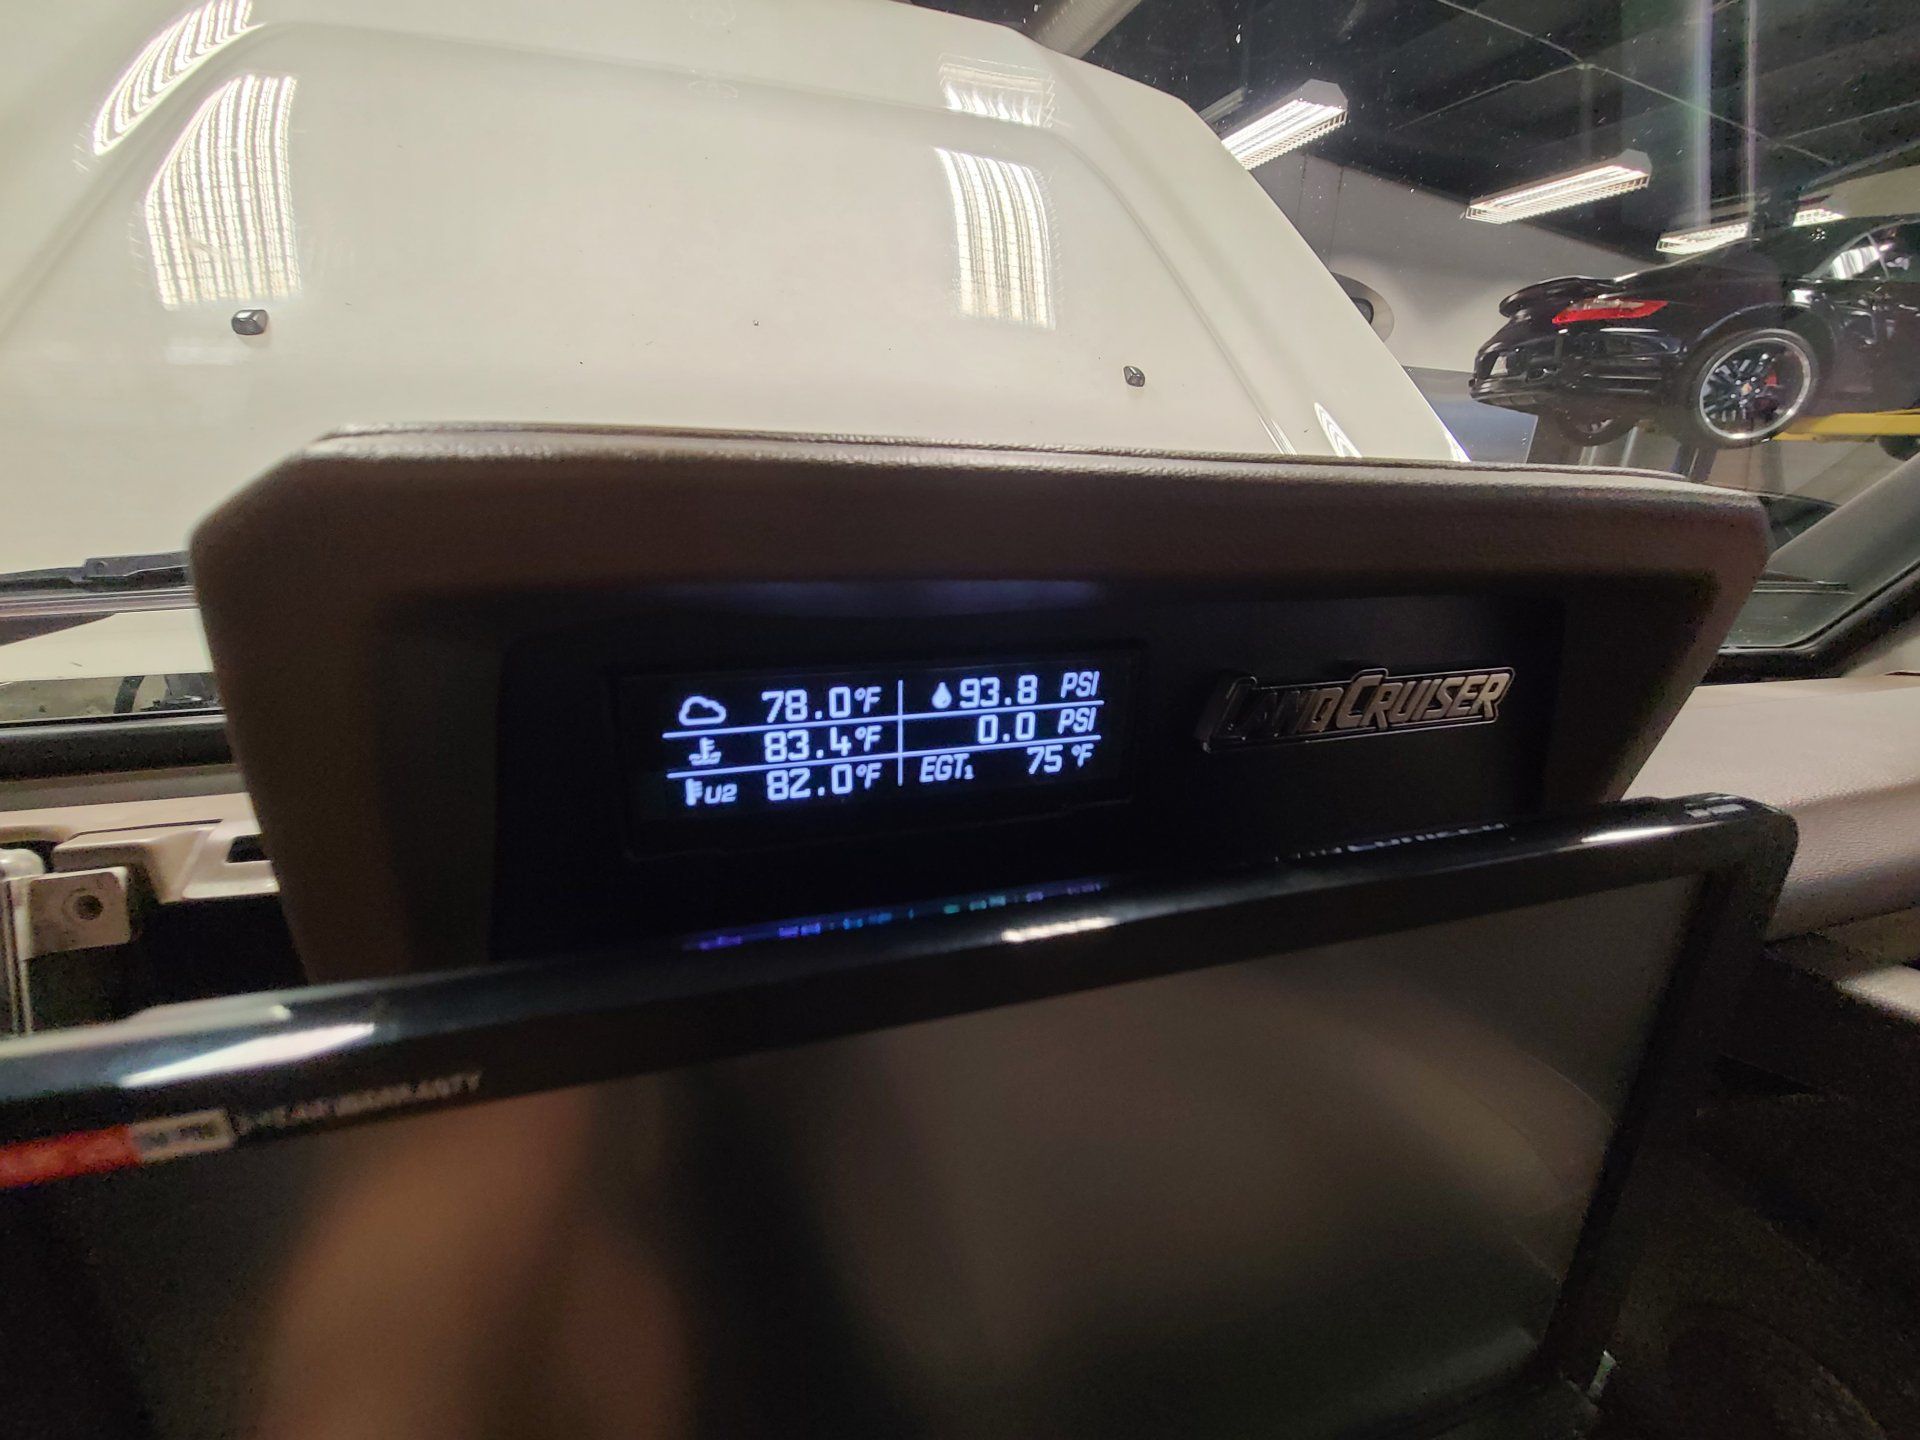 78.0°F 93.8 PSI
83.4°F 0.0 PSI
U2 82.0°F EGT₁ 75 °F
LANDCRUISER